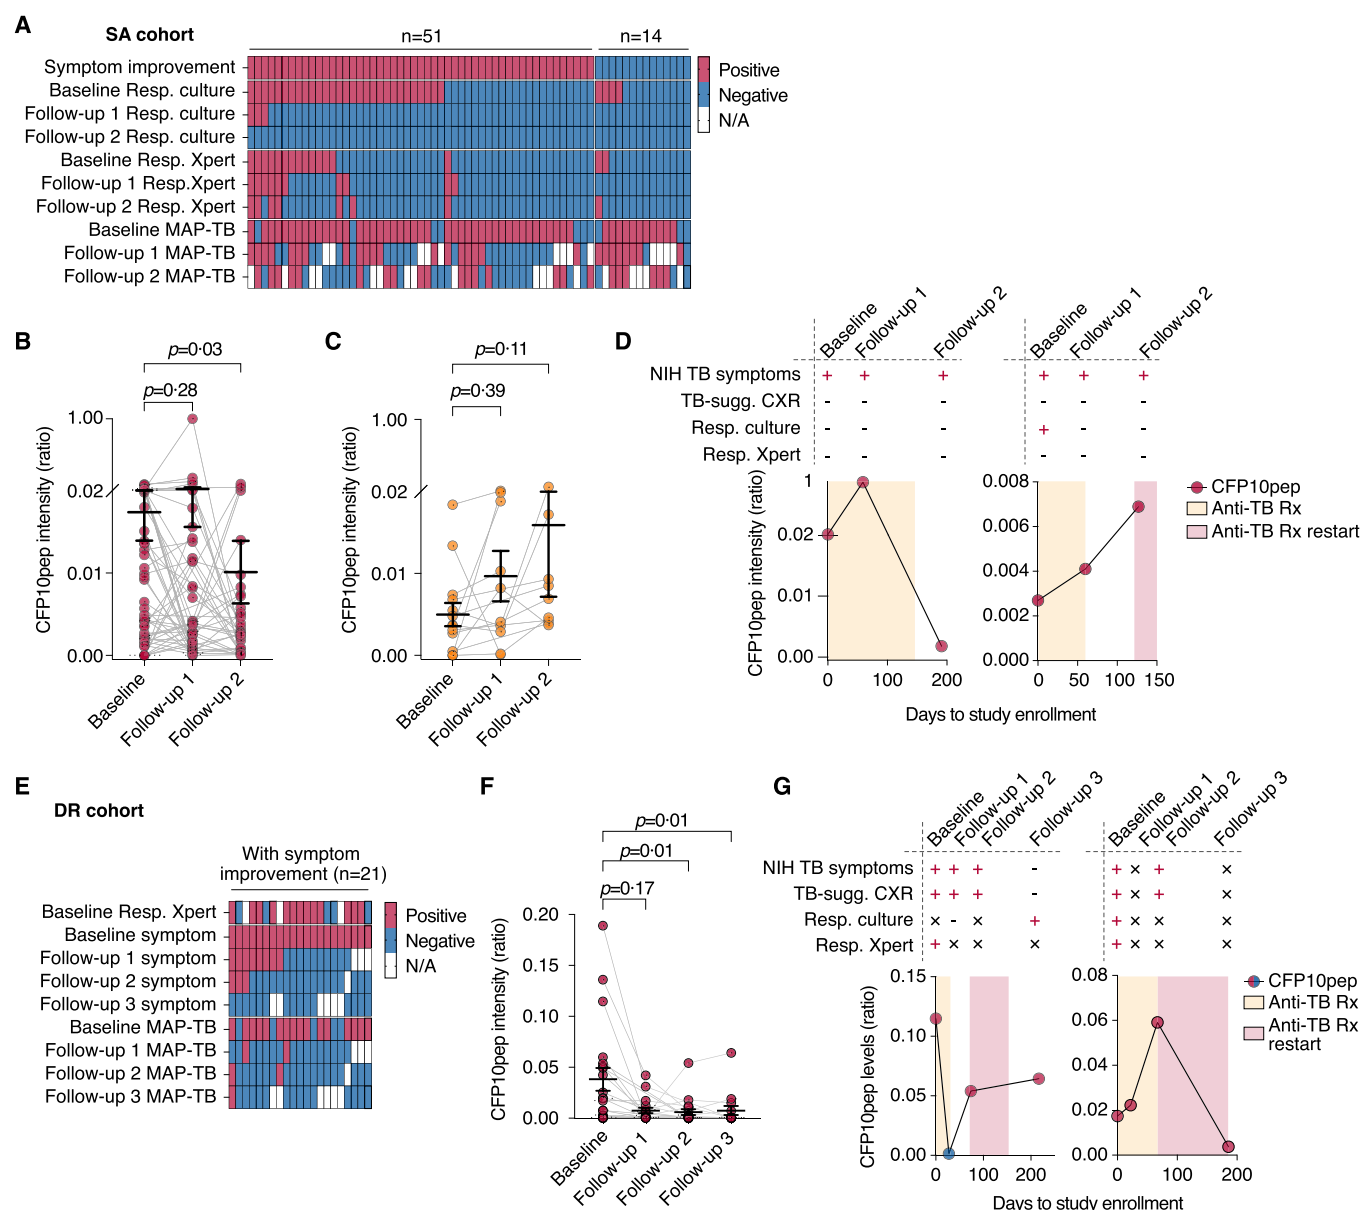 A
SA cohort
n=51
n=14
Symptom improvement
Baseline Resp. culture
Follow-up 1 Resp. culture
Follow-up 2 Resp. culture
Baseline Resp. Xpert
Follow-up 1 Resp.Xpert
Follow-up 2 Resp. Xpert
Baseline MAP-TB
Follow-up 1 MAP-TB
Follow-up 2 MAP-TB
Positive
Negative
N/A
B
p=0·03
p=0·28
CFP10pep intensity (ratio)
1.00
0.02
0.01
0.00
Baseline
Follow-up 1
Follow-up 2
C
p=0·11
p=0·39
CFP10pep intensity (ratio)
1.00
0.02
0.01
0.00
Baseline
Follow-up 1
Follow-up 2
D
Baseline
Follow-up 1
Follow-up 2
Baseline
Follow-up 1
Follow-up 2
NIH TB symptoms + + + + + +
TB-sugg. CXR - - - - - -
Resp. culture - - - + - -
Resp. Xpert - - - - - -
CFP10pep intensity (ratio)
1
0.02
0.01
0.00
0 100 200
0.008
0.006
0.004
0.002
0.000
0 50 100 150
Days to study enrollment
CFP10pep
Anti-TB Rx
Anti-TB Rx restart
E
DR cohort
With symptom
improvement (n=21)
Baseline Resp. Xpert
Baseline symptom
Follow-up 1 symptom
Follow-up 2 symptom
Follow-up 3 symptom
Baseline MAP-TB
Follow-up 1 MAP-TB
Follow-up 2 MAP-TB
Follow-up 3 MAP-TB
Positive
Negative
N/A
F
p=0·01
p=0·01
p=0·17
CFP10pep intensity (ratio)
0.20
0.15
0.10
0.05
0.00
Baseline
Follow-up 1
Follow-up 2
Follow-up 3
G
Baseline
Follow-up 1
Follow-up 2
Follow-up 3
Baseline
Follow-up 1
Follow-up 2
Follow-up 3
NIH TB symptoms + + + - + × + ×
TB-sugg. CXR + + + - + × + ×
Resp. culture × - × + + × × ×
Resp. Xpert + × × × + × × ×
CFP10pep levels (ratio)
0.15
0.10
0.05
0.00
0 100 200
0.08
0.06
0.04
0.02
0.00
0 100 200
Days to study enrollment
CFP10pep
Anti-TB Rx
Anti-TB Rx
restart